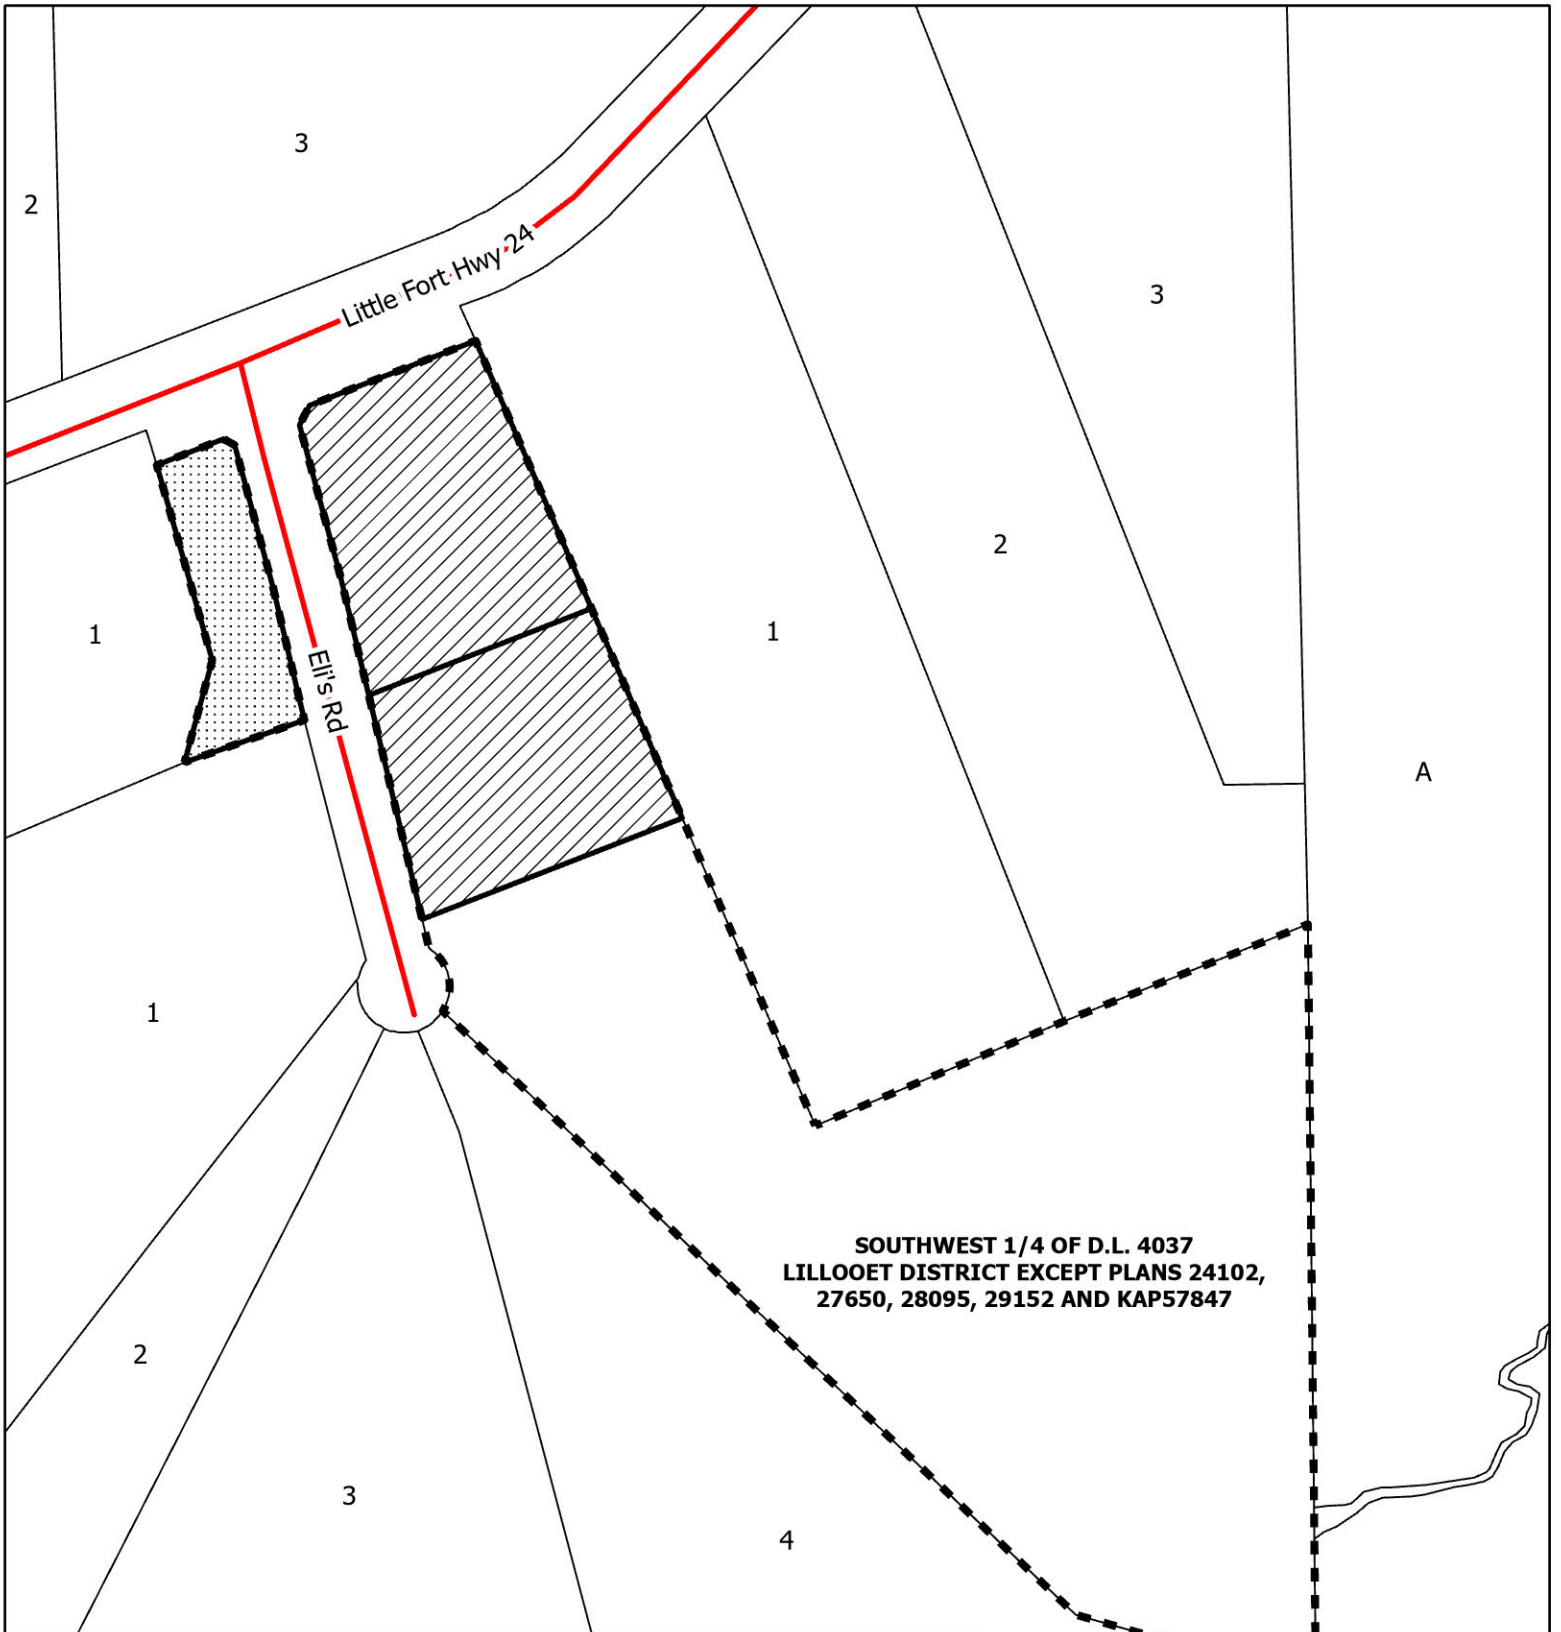 3
2
Little Fort Hwy 24
3
2
1
1
Eli's Rd
A
1
SOUTHWEST 1/4 OF D.L. 4037
LILLOOET DISTRICT EXCEPT PLANS 24102,
27650, 28095, 29152 AND KAP57847
2
3
4